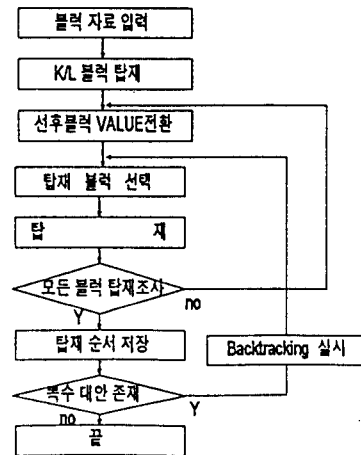 블럭 자료 입력
K/L 블럭 탑재
선후블럭 VALUE전환
탑재 블럭 선택
탑 재
모든 블럭 탑재조사
no
Y
탑재 순서 저장
Backtracking 실시
복수 대안 존재
Y
no
끝